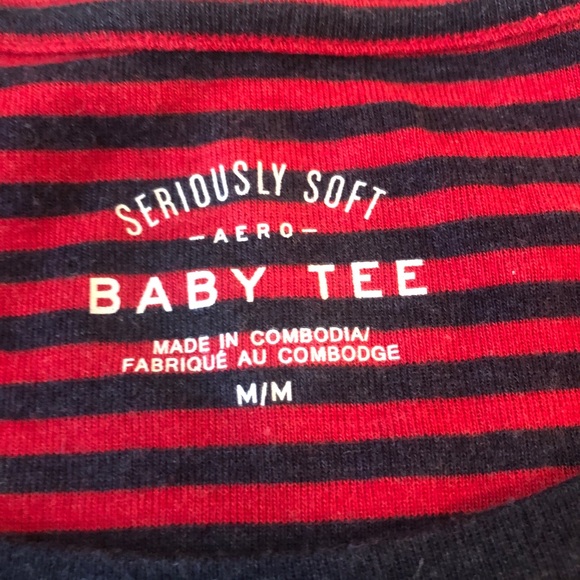 SERIOUSLY SOFT
– AERO –
BABY TEE
MADE IN COMBODIA/
FABRIQUÉ AU COMBODGE
M/M